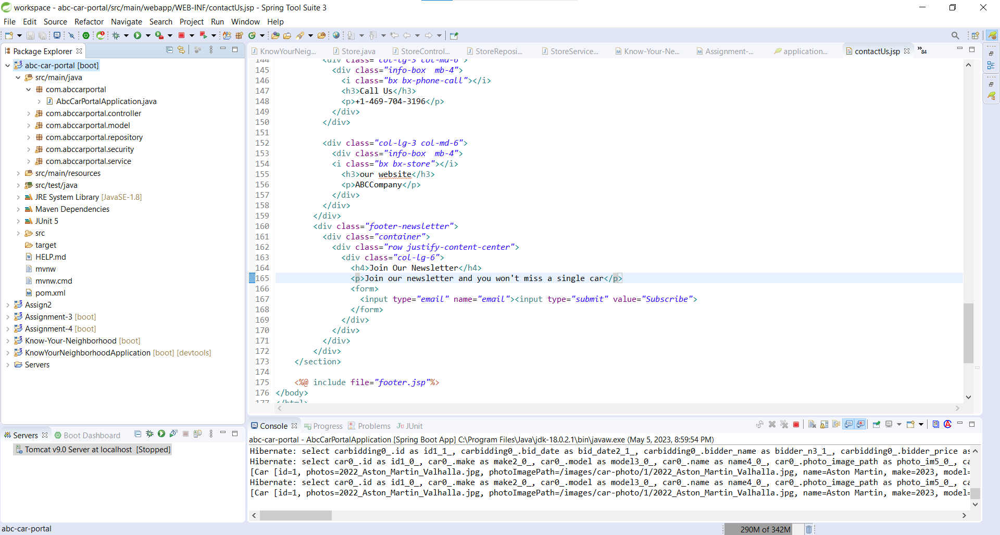 workspace - abc-car-portal/src/main/webapp/WEB-INF/contactUs.jsp - Spring Tool Suite 3
File Edit Source Refactor Navigate Search Project Run Window Help
Package Explorer
abc-car-portal [boot]
src/main/java
com.abccarportal
AbcCarPortalApplication.java
com.abccarportal.controller
com.abccarportal.model
com.abccarportal.repository
com.abccarportal.security
com.abccarportal.service
src/main/resources
src/test/java
JRE System Library [JavaSE-1.8]
Maven Dependencies
JUnit 5
src
target
HELP.md
mvnw
mvnw.cmd
pom.xml
Assign2
Assignment-3 [boot]
Assignment-4 [boot]
Know-Your-Neighborhood [boot]
KnowYourNeighborhoodApplication [boot] [devtools]
Servers
KnowYourNeig... Store.java StoreControl... StoreReposi... StoreService... Know-Your-Ne... Assignment-... application... contactUs.jsp »84
144 <div class="col-lg-3 col-md-6">
145 <div class="info-box  mb-4">
146 <i class="bx bx-phone-call"></i>
147 <h3>Call Us</h3>
148 <p>+1-469-704-3196</p>
149 </div>
150 </div>
151
152 <div class="col-lg-3 col-md-6">
153 <div class="info-box  mb-4">
154 <i class="bx bx-store"></i>
155 <h3>our website</h3>
156 <p>ABCCompany</p>
157 </div>
158 </div>
159 </div>
160 <div class="footer-newsletter">
161 <div class="container">
162 <div class="row justify-content-center">
163 <div class="col-lg-6">
164 <h4>Join Our Newsletter</h4>
165 <p>Join our newsletter and you won't miss a single car</p>
166 <form>
167 <input type="email" name="email"><input type="submit" value="Subscribe">
168 </form>
169 </div>
170 </div>
171 </div>
172 </div>
173 </section>
174
175 <%@ include file="footer.jsp"%>
176 </body>
177 </html>
Servers Boot Dashboard
Tomcat v9.0 Server at localhost [Stopped]
Console Progress Problems JUnit
abc-car-portal - AbcCarPortalApplication [Spring Boot App] C:\Program Files\Java\jdk-18.0.2.1\bin\javaw.exe (May 5, 2023, 8:59:54 PM)
Hibernate: select carbidding0_.id as id1_1_, carbidding0_.bid_date as bid_date2_1_, carbidding0_.bidder_name as bidder_n3_1_, carbidding0_.bidder_price as
Hibernate: select car0_.id as id1_0_, car0_.make as make2_0_, car0_.model as model3_0_, car0_.name as name4_0_, car0_.photo_image_path as photo_im5_0_, ca
[Car [id=1, photos=2022_Aston_Martin_Valhalla.jpg, photoImagePath=/images/car-photo/1/2022_Aston_Martin_Valhalla.jpg, name=Aston Martin, make=2023, model=
Hibernate: select car0_.id as id1_0_, car0_.make as make2_0_, car0_.model as model3_0_, car0_.name as name4_0_, car0_.photo_image_path as photo_im5_0_, ca
[Car [id=1, photos=2022_Aston_Martin_Valhalla.jpg, photoImagePath=/images/car-photo/1/2022_Aston_Martin_Valhalla.jpg, name=Aston Martin, make=2023, model=
abc-car-portal
290M of 342M